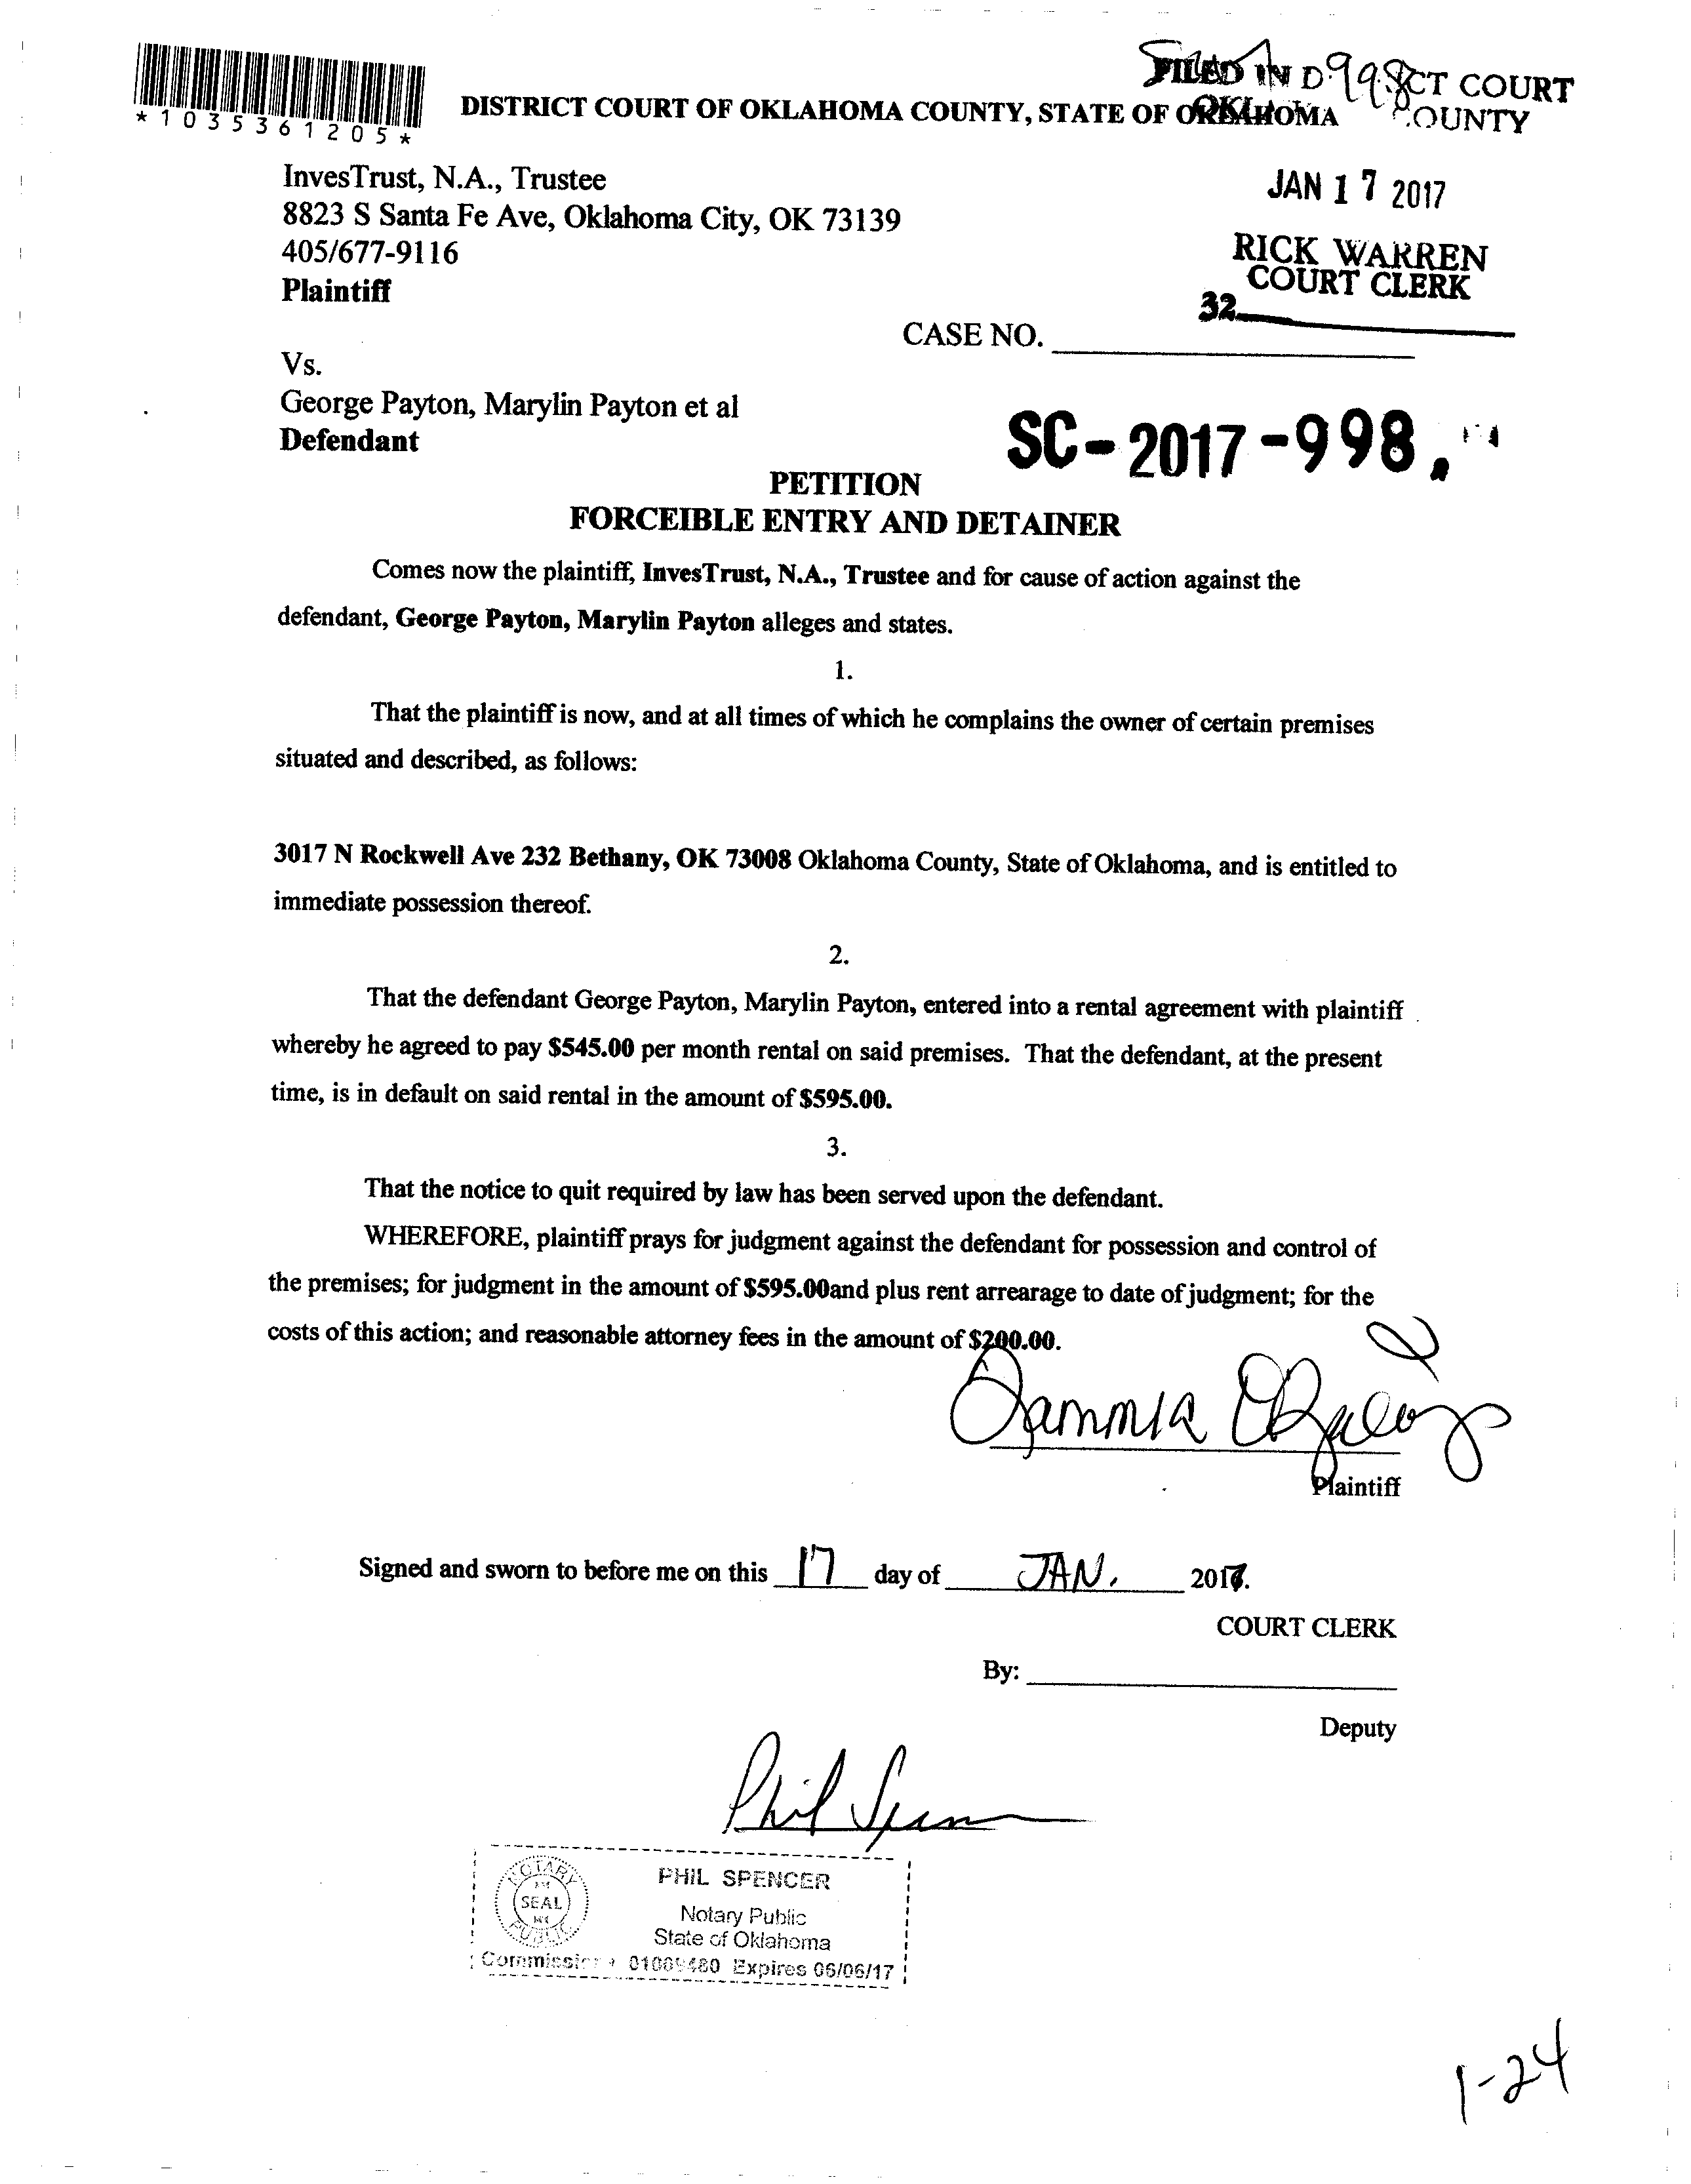 *1035361205*
FILED IN D CT COURT
DISTRICT COURT OF OKLAHOMA COUNTY, STATE OF OKLAHOMA COUNTY
InvesTrust, N.A., Trustee
8823 S Santa Fe Ave, Oklahoma City, OK 73139
405/677-9116
Plaintiff
JAN 17 2017
RICK WARREN
COURT CLERK
32
CASE NO.
Vs.
George Payton, Marylin Payton et al
Defendant
SC-2017-998
PETITION
FORCEIBLE ENTRY AND DETAINER
Comes now the plaintiff, InvesTrust, N.A., Trustee and for cause of action against the
defendant, George Payton, Marylin Payton alleges and states.
1.
That the plaintiff is now, and at all times of which he complains the owner of certain premises
situated and described, as follows:
3017 N Rockwell Ave 232 Bethany, OK 73008 Oklahoma County, State of Oklahoma, and is entitled to
immediate possession thereof.
2.
That the defendant George Payton, Marylin Payton, entered into a rental agreement with plaintiff
whereby he agreed to pay $545.00 per month rental on said premises. That the defendant, at the present
time, is in default on said rental in the amount of $595.00.
3.
That the notice to quit required by law has been served upon the defendant.
WHEREFORE, plaintiff prays for judgment against the defendant for possession and control of
the premises; for judgment in the amount of $595.00and plus rent arrearage to date of judgment; for the
costs of this action; and reasonable attorney fees in the amount of $200.00.
Plaintiff
Signed and sworn to before me on this 17 day of JAN. 2017.
COURT CLERK
By:
Deputy
Phil Spencer
NOTARY PUBLIC SEAL
PHIL SPENCER
Notary Public
State of Oklahoma
Commission # 01009480 Expires 06/06/17
1-24